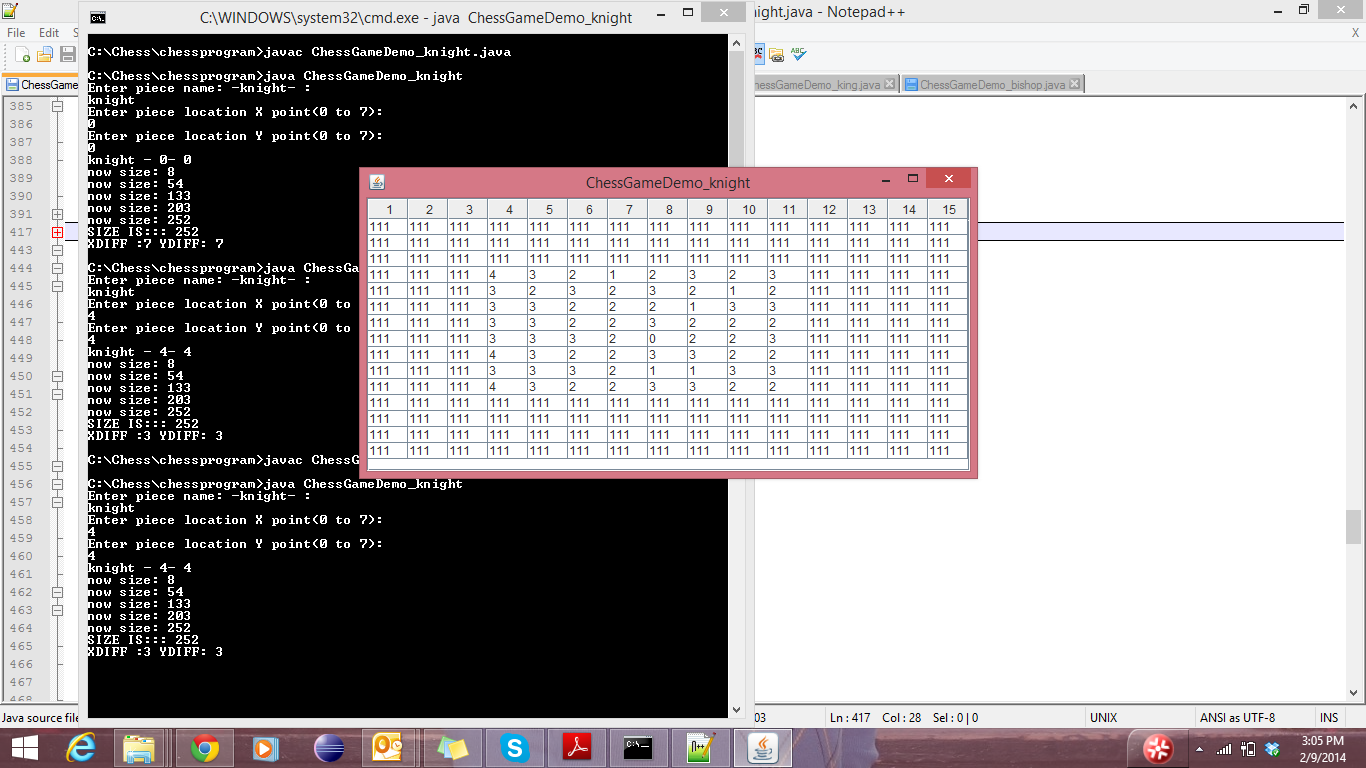 C:\WINDOWS\system32\cmd.exe - java  ChessGameDemo_knight
night.java - Notepad++
File Edit S
X
ChessGame
hessGameDemo_king.java
ChessGameDemo_bishop.java
385
386
387
388
389
390
391
417
443
444
445
446
447
448
449
450
451
452
453
454
455
456
457
458
459
460
461
462
463
464
465
466
467
468
C:\Chess\chessprogram>javac ChessGameDemo_knight.java
C:\Chess\chessprogram>java ChessGameDemo_knight
Enter piece name: -knight- :
knight
Enter piece location X point(0 to 7):
0
Enter piece location Y point(0 to 7):
0
knight - 0- 0
now size: 8
now size: 54
now size: 133
now size: 203
now size: 252
SIZE IS::: 252
XDIFF :7 YDIFF: 7
C:\Chess\chessprogram>java ChessGa
Enter piece name: -knight- :
knight
Enter piece location X point(0 to
4
Enter piece location Y point(0 to
4
knight - 4- 4
now size: 8
now size: 54
now size: 133
now size: 203
now size: 252
SIZE IS::: 252
XDIFF :3 YDIFF: 3
C:\Chess\chessprogram>javac ChessG
C:\Chess\chessprogram>java ChessGameDemo_knight
Enter piece name: -knight- :
knight
Enter piece location X point(0 to 7):
4
Enter piece location Y point(0 to 7):
4
knight - 4- 4
now size: 8
now size: 54
now size: 133
now size: 203
now size: 252
SIZE IS::: 252
XDIFF :3 YDIFF: 3
ChessGameDemo_knight
1 2 3 4 5 6 7 8 9 10 11 12 13 14 15
111 111 111 111 111 111 111 111 111 111 111 111 111 111 111
111 111 111 111 111 111 111 111 111 111 111 111 111 111 111
111 111 111 111 111 111 111 111 111 111 111 111 111 111 111
111 111 111 4 3 2 1 2 3 2 3 111 111 111 111
111 111 111 3 2 3 2 3 2 1 2 111 111 111 111
111 111 111 3 3 2 2 2 1 3 3 111 111 111 111
111 111 111 3 3 2 2 3 2 2 2 111 111 111 111
111 111 111 3 3 3 2 0 2 2 3 111 111 111 111
111 111 111 4 3 2 2 3 3 2 2 111 111 111 111
111 111 111 3 3 3 2 1 1 3 3 111 111 111 111
111 111 111 4 3 2 2 3 3 2 2 111 111 111 111
111 111 111 111 111 111 111 111 111 111 111 111 111 111 111
111 111 111 111 111 111 111 111 111 111 111 111 111 111 111
111 111 111 111 111 111 111 111 111 111 111 111 111 111 111
111 111 111 111 111 111 111 111 111 111 111 111 111 111 111
Java source file
03
Ln : 417 Col : 28 Sel : 0 | 0
UNIX
ANSI as UTF-8
INS
3:05 PM
2/9/2014